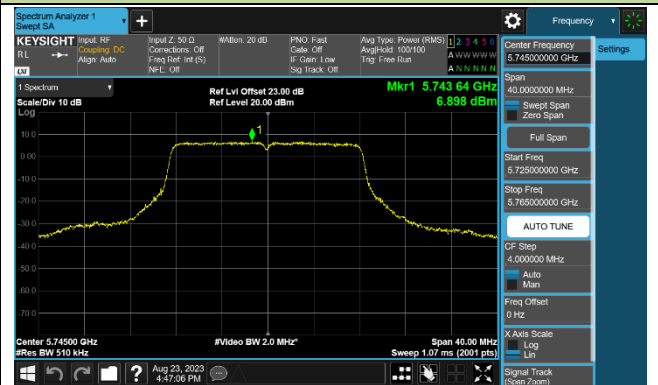 Spectrum Analyzer 1
Swept SA
+
Frequency
KEYSIGHT
RL
LXI
Input: RF
Coupling: DC
Align: Auto
Input Z: 50 Ω
Corrections: Off
Freq Ref: Int (S)
NFE: Off
#Atten: 20 dB
PNO: Fast
Gate: Off
IF Gain: Low
Sig Track: Off
Avg Type: Power (RMS)
Avg|Hold: 100/100
Trig: Free Run
1 2 3 4 5 6
A W W W W W
A N N N N N
1 Spectrum
Scale/Div 10 dB
Log
Ref Lvl Offset 23.00 dB
Ref Level 20.00 dBm
Mkr1 5.743 64 GHz
6.898 dBm
1
10.0
0.00
-10.0
-20.0
-30.0
-40.0
-50.0
-60.0
-70.0
Center 5.74500 GHz
#Res BW 510 kHz
#Video BW 2.0 MHz*
Span 40.00 MHz
Sweep 1.07 ms (2001 pts)
Center Frequency
5.745000000 GHz
Settings
Span
40.0000000 MHz
Swept Span
Zero Span
Full Span
Start Freq
5.725000000 GHz
Stop Freq
5.765000000 GHz
AUTO TUNE
CF Step
4.000000 MHz
Auto
Man
Freq Offset
0 Hz
X Axis Scale
Log
Lin
Signal Track
(Span Zoom)
?
Aug 23, 2023
4:47:06 PM